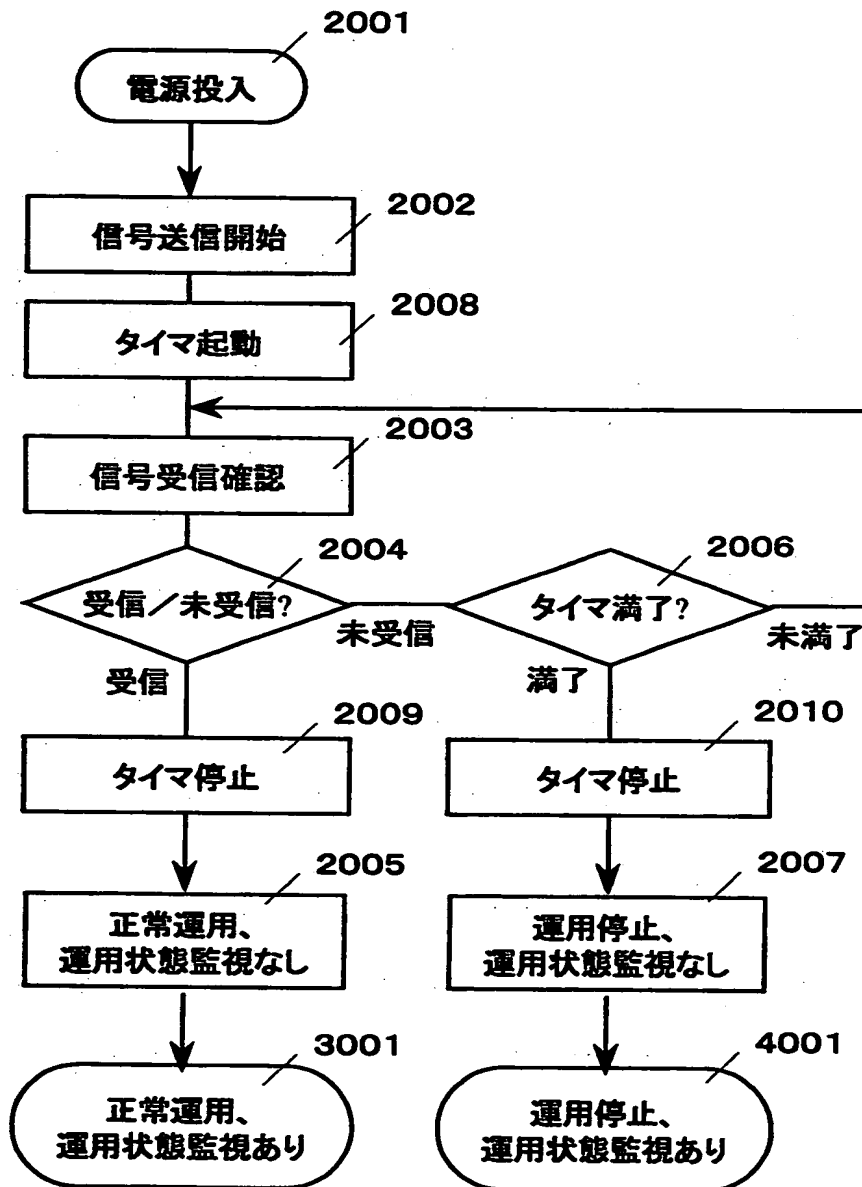 2001
電源投入
2002
信号送信開始
2008
タイマ起動
2003
信号受信確認
2004
受信／未受信?
未受信
受信
2006
タイマ満了?
未満了
満了
2009
タイマ停止
2010
タイマ停止
2005
正常運用、
運用状態監視なし
2007
運用停止、
運用状態監視なし
3001
正常運用、
運用状態監視あり
4001
運用停止、
運用状態監視あり